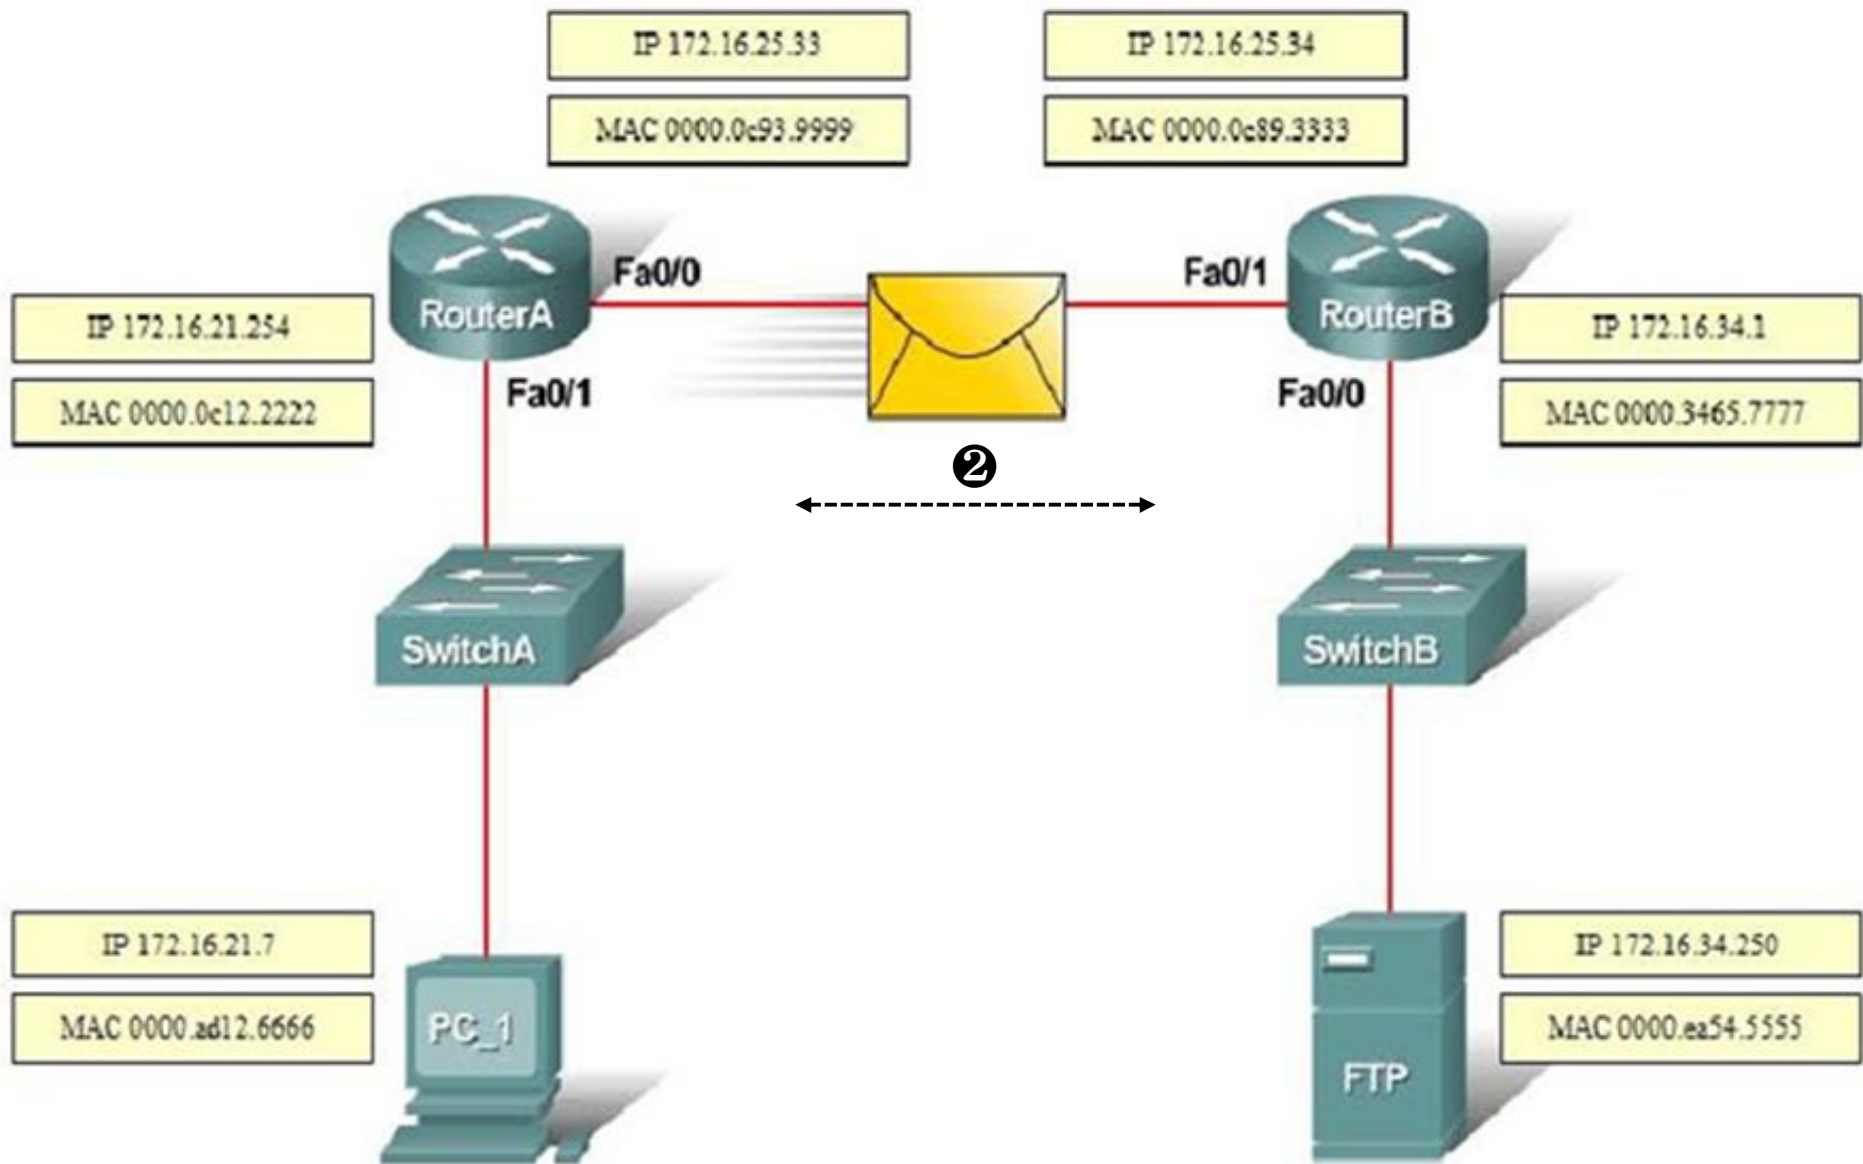 IP 172.16.25.33
MAC 0000.0c93.9999
IP 172.16.25.34
MAC 0000.0c89.3333
RouterA
Fa0/0
Fa0/1
Fa0/1
RouterB
Fa0/0
IP 172.16.21.254
MAC 0000.0c12.2222
IP 172.16.34.1
MAC 0000.3465.7777
❷
SwitchA
SwitchB
IP 172.16.21.7
MAC 0000.ad12.6666
PC_1
FTP
IP 172.16.34.250
MAC 0000.ea54.5555